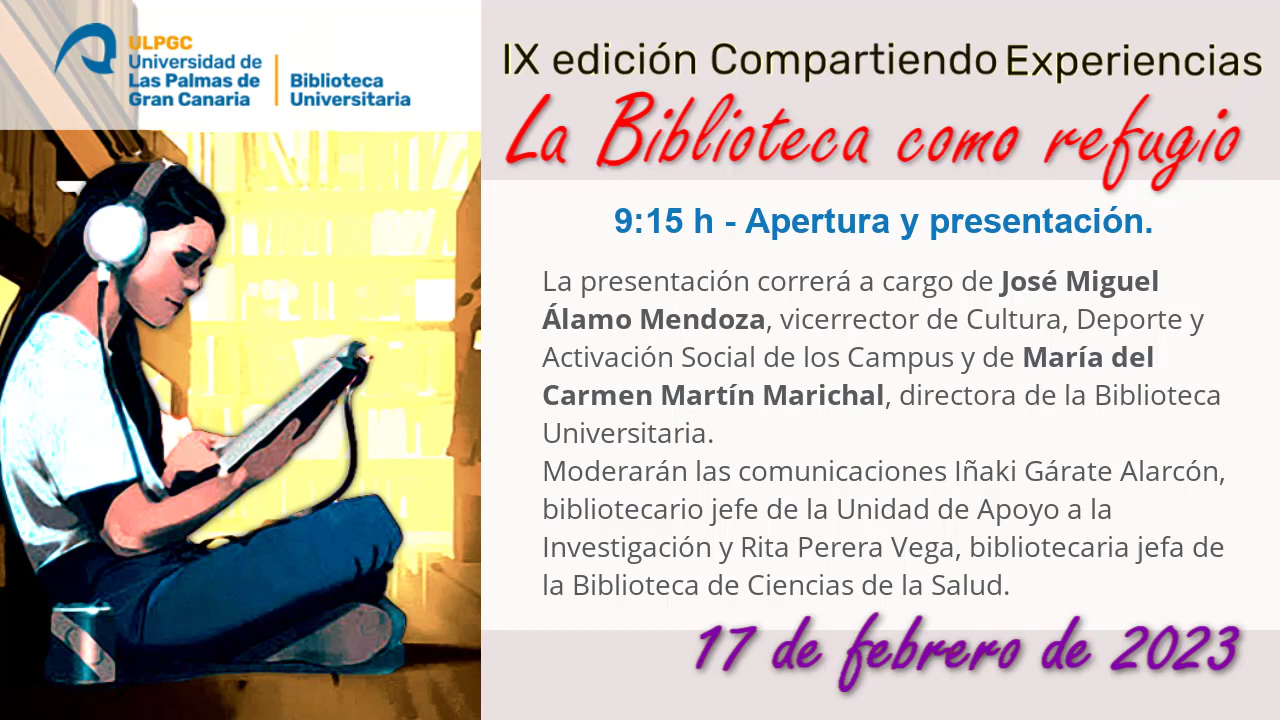 ULPGC
Universidad de
Las Palmas de
Gran Canaria
Biblioteca
Universitaria
IX edición Compartiendo Experiencias
La Biblioteca como refugio
9:15 h - Apertura y presentación.
La presentación correrá a cargo de José Miguel
Álamo Mendoza, vicerrector de Cultura, Deporte y
Activación Social de los Campus y de María del
Carmen Martín Marichal, directora de la Biblioteca
Universitaria.
Moderarán las comunicaciones Iñaki Gárate Alarcón,
bibliotecario jefe de la Unidad de Apoyo a la
Investigación y Rita Perera Vega, bibliotecaria jefa de
la Biblioteca de Ciencias de la Salud.
17 de febrero de 2023